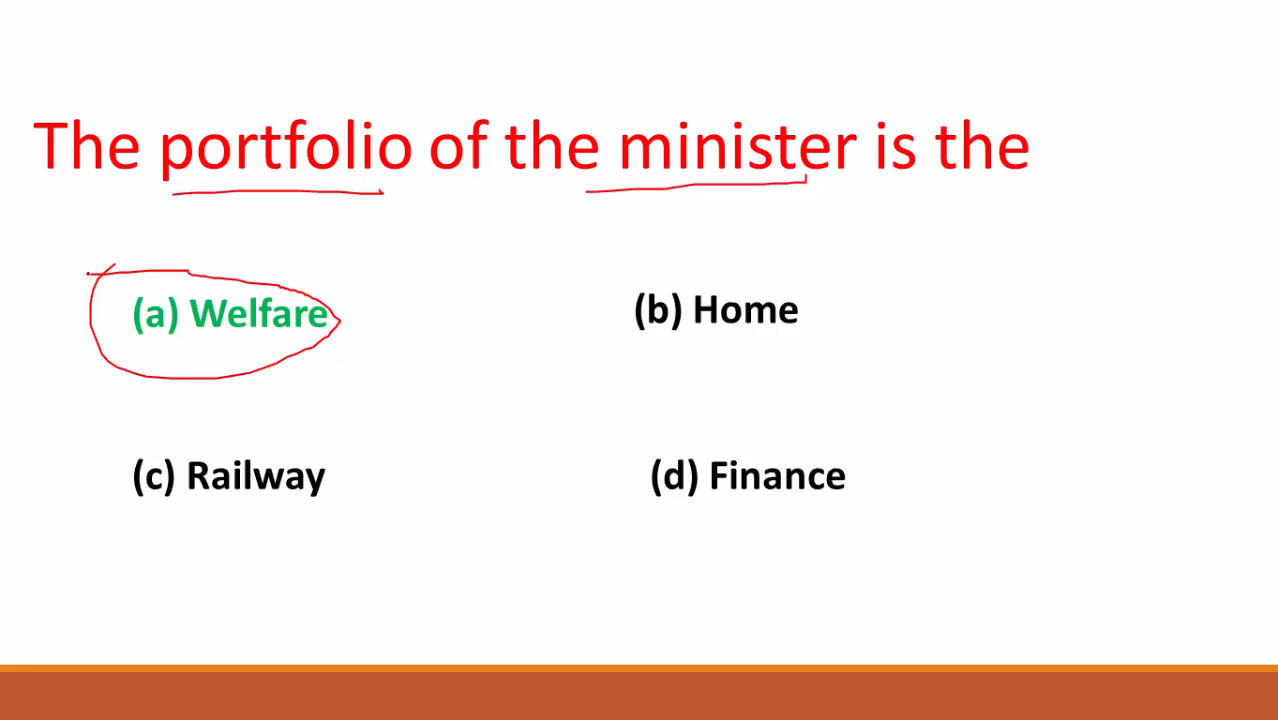 The portfolio of the minister is the
(a) Welfare
(b) Home
(c) Railway
(d) Finance